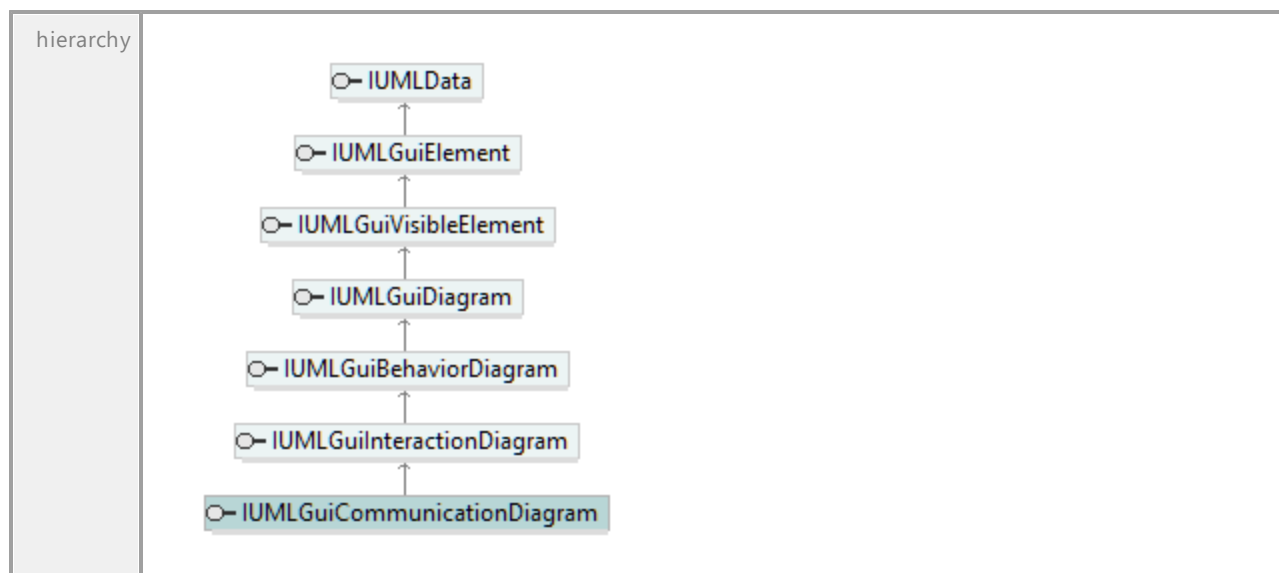 hierarchy
IUMLData
IUMLGuiElement
IUMLGuiVisibleElement
IUMLGuiDiagram
IUMLGuiBehaviorDiagram
IUMLGuiInteractionDiagram
IUMLGuiCommunicationDiagram